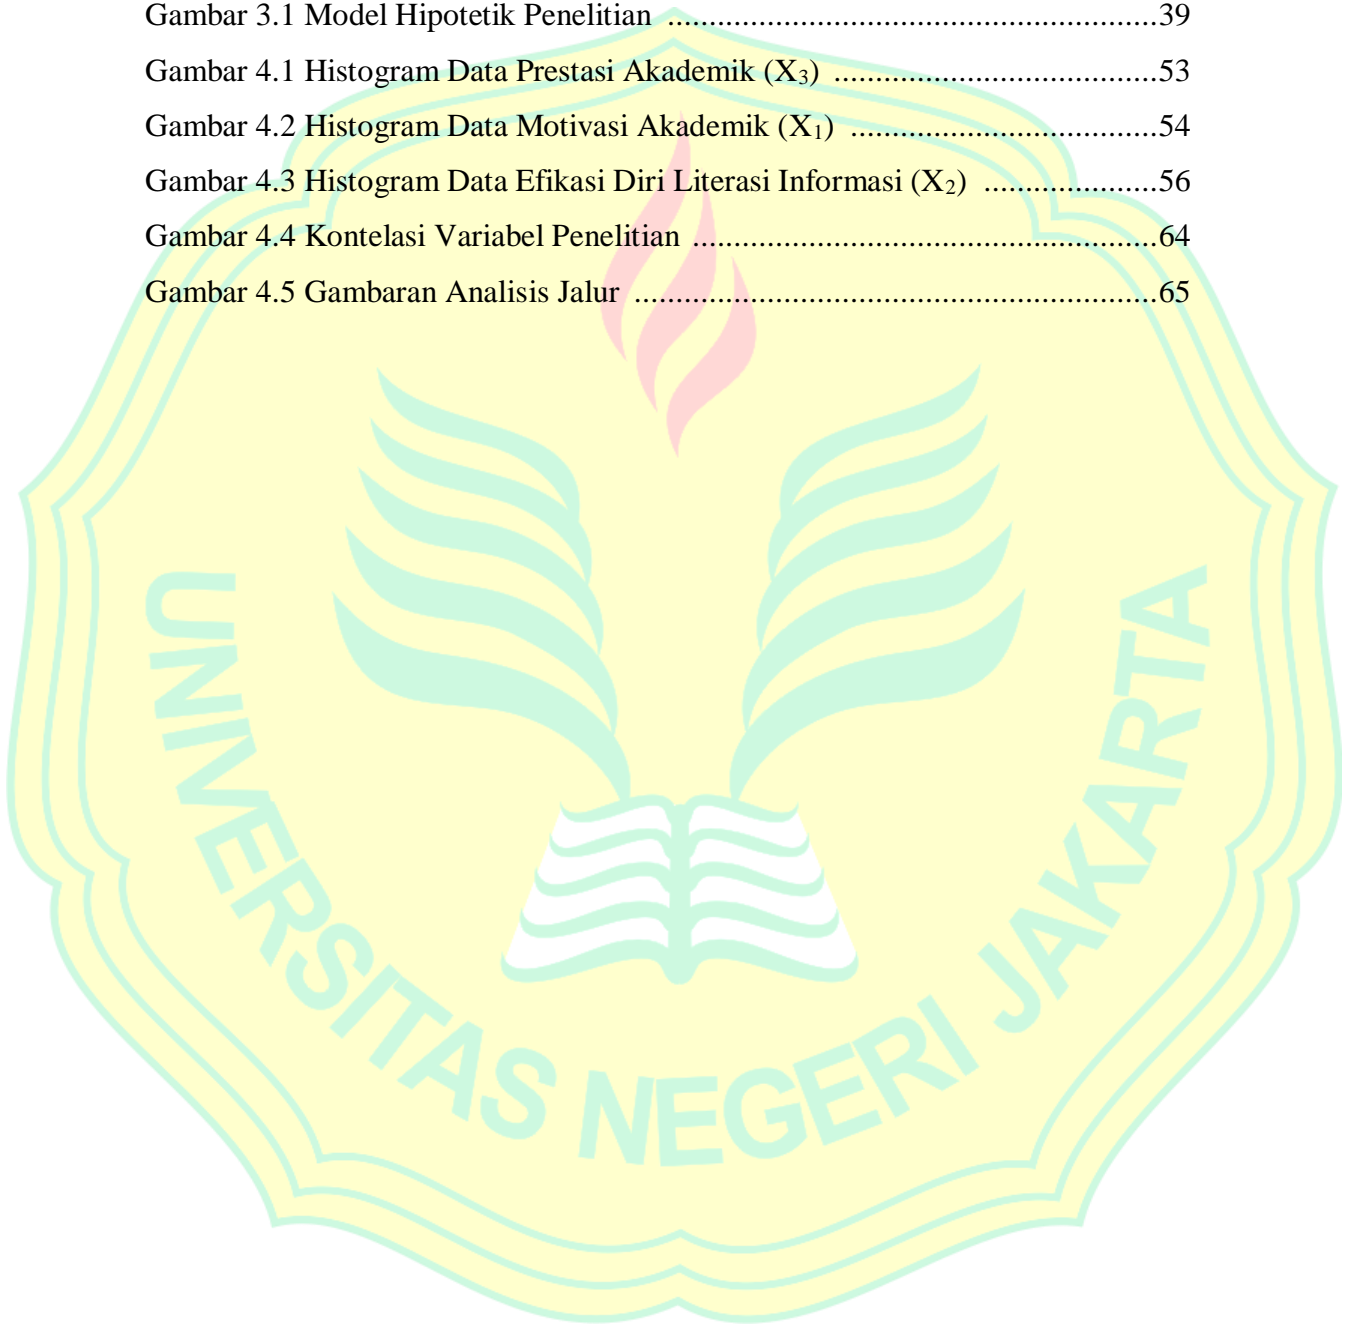 Gambar 3.1 Model Hipotetik Penelitian ............................................................39
Gambar 4.1 Histogram Data Prestasi Akademik (X₃) .......................................53
Gambar 4.2 Histogram Data Motivasi Akademik (X₁) .....................................54
Gambar 4.3 Histogram Data Efikasi Diri Literasi Informasi (X₂) .....................56
Gambar 4.4 Kontelasi Variabel Penelitian ........................................................64
Gambar 4.5 Gambaran Analisis Jalur ...............................................................65
UNIVERSITAS NEGERI JAKARTA